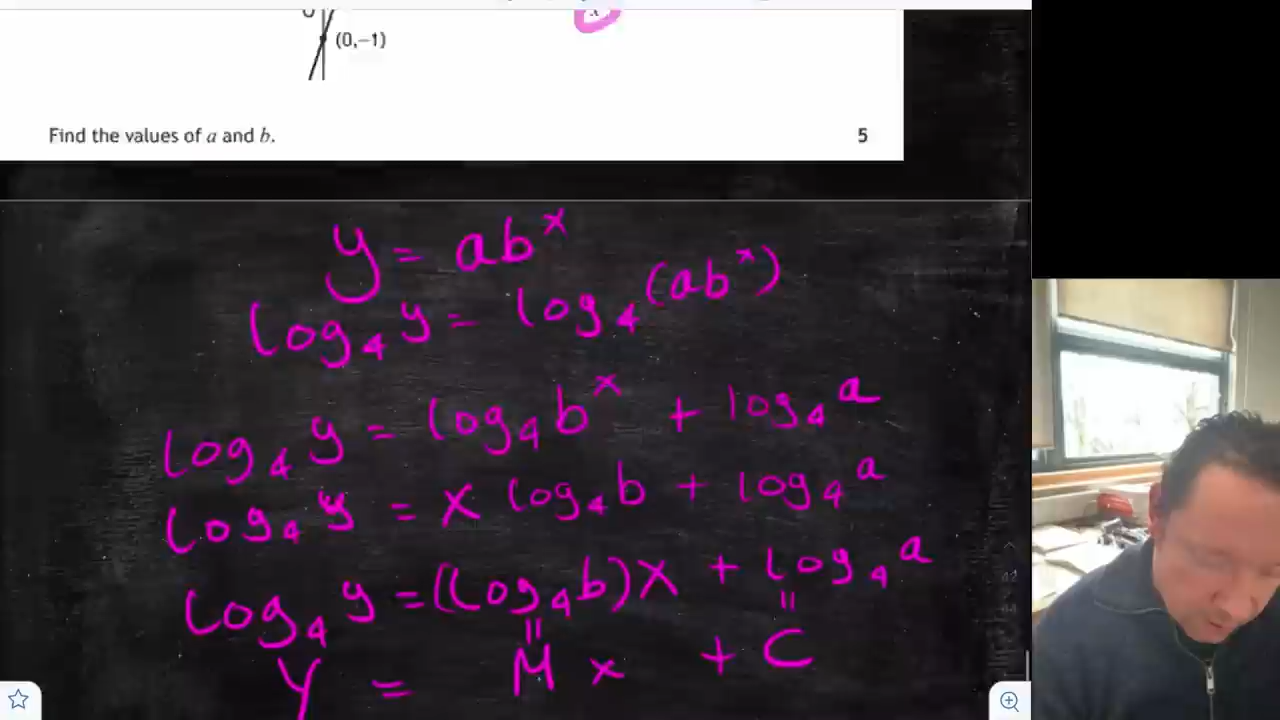 (0,−1)
Find the values of a and b.
5
y = ab^x
log₄ y = log₄ (ab^x)
log₄ y = log₄ b^x + log₄ a
log₄ y = x log₄ b + log₄ a
log₄ y = (log₄ b) x + log₄ a
Y = M x + C